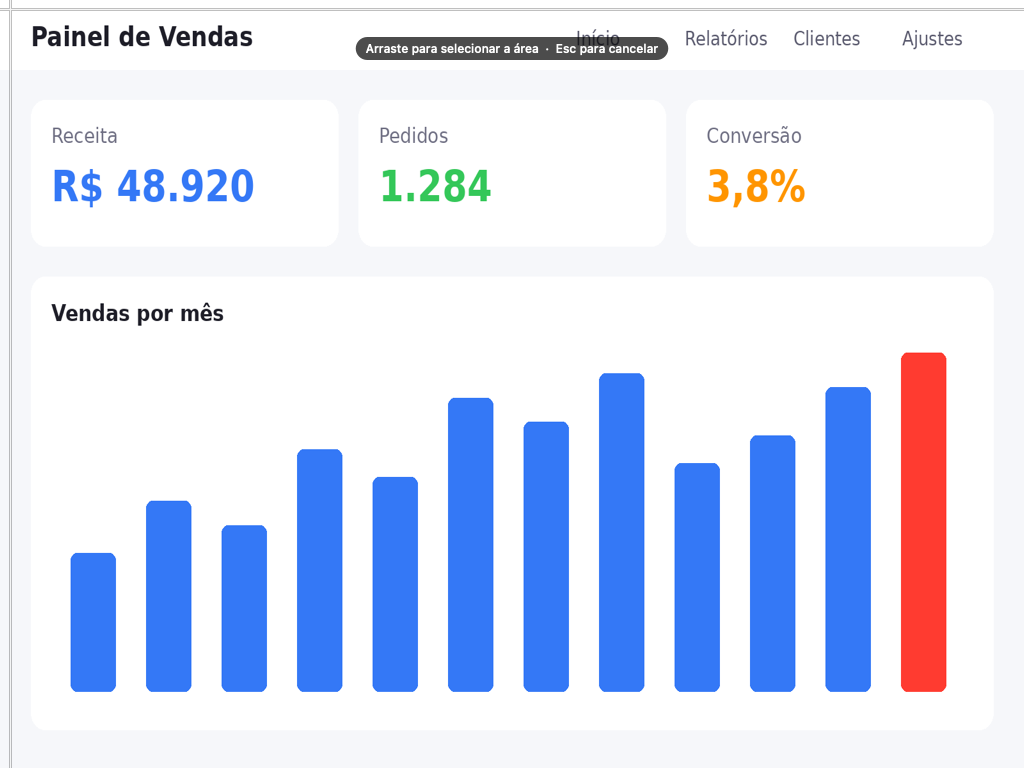 Painel de Vendas
Início
Relatórios
Clientes
Ajustes
Arraste para selecionar a área · Esc para cancelar
Receita
R$ 48.920
Pedidos
1.284
Conversão
3,8%
Vendas por mês